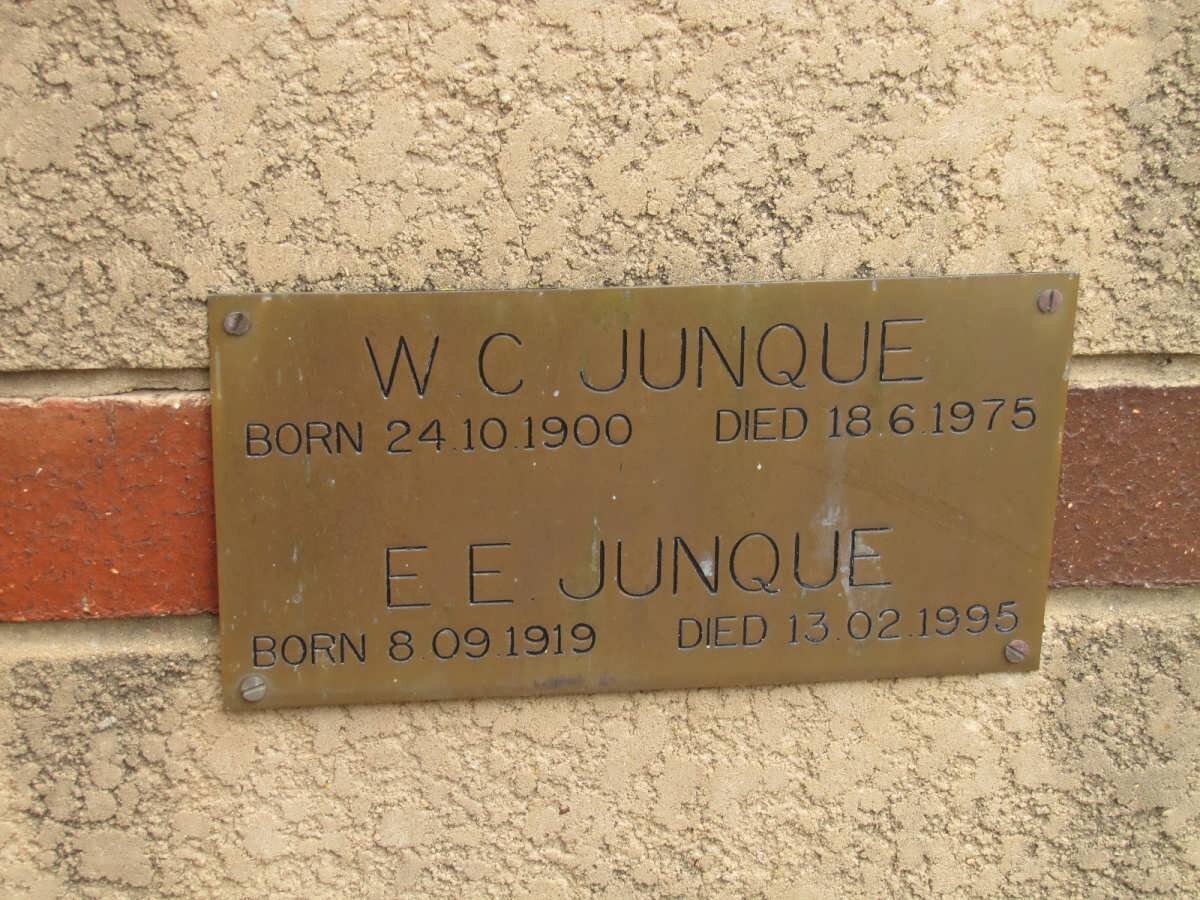 W.C. JUNQUE
BORN 24.10.1900 DIED 18.6.1975
E.E. JUNQUE
BORN 8.09.1919 DIED 13.02.1995